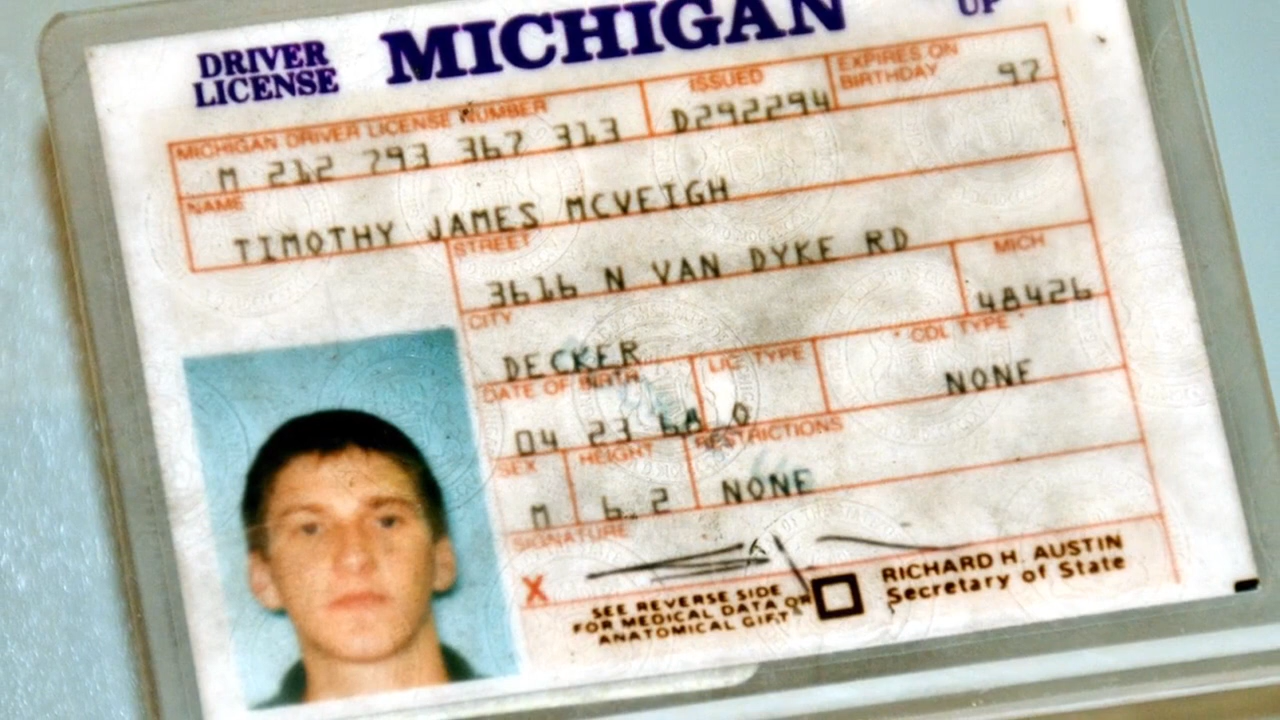 DRIVER LICENSE MICHIGAN UP
MICHIGAN DRIVER LICENSE NUMBER ISSUED EXPIRES ON BIRTHDAY
M 212 793 367 313 D292294 97
NAME
TIMOTHY JAMES MCVEIGH
STREET
3616 N VAN DYKE RD
MICH
48426
CITY
DECKER
DATE OF BIRTH LIC. TYPE CDL TYPE
04 23 68 O NONE
SEX HEIGHT RESTRICTIONS
M 6 2 NONE
SIGNATURE
X
SEE REVERSE SIDE
FOR MEDICAL DATA OR
ANATOMICAL GIFT
RICHARD H. AUSTIN
Secretary of State